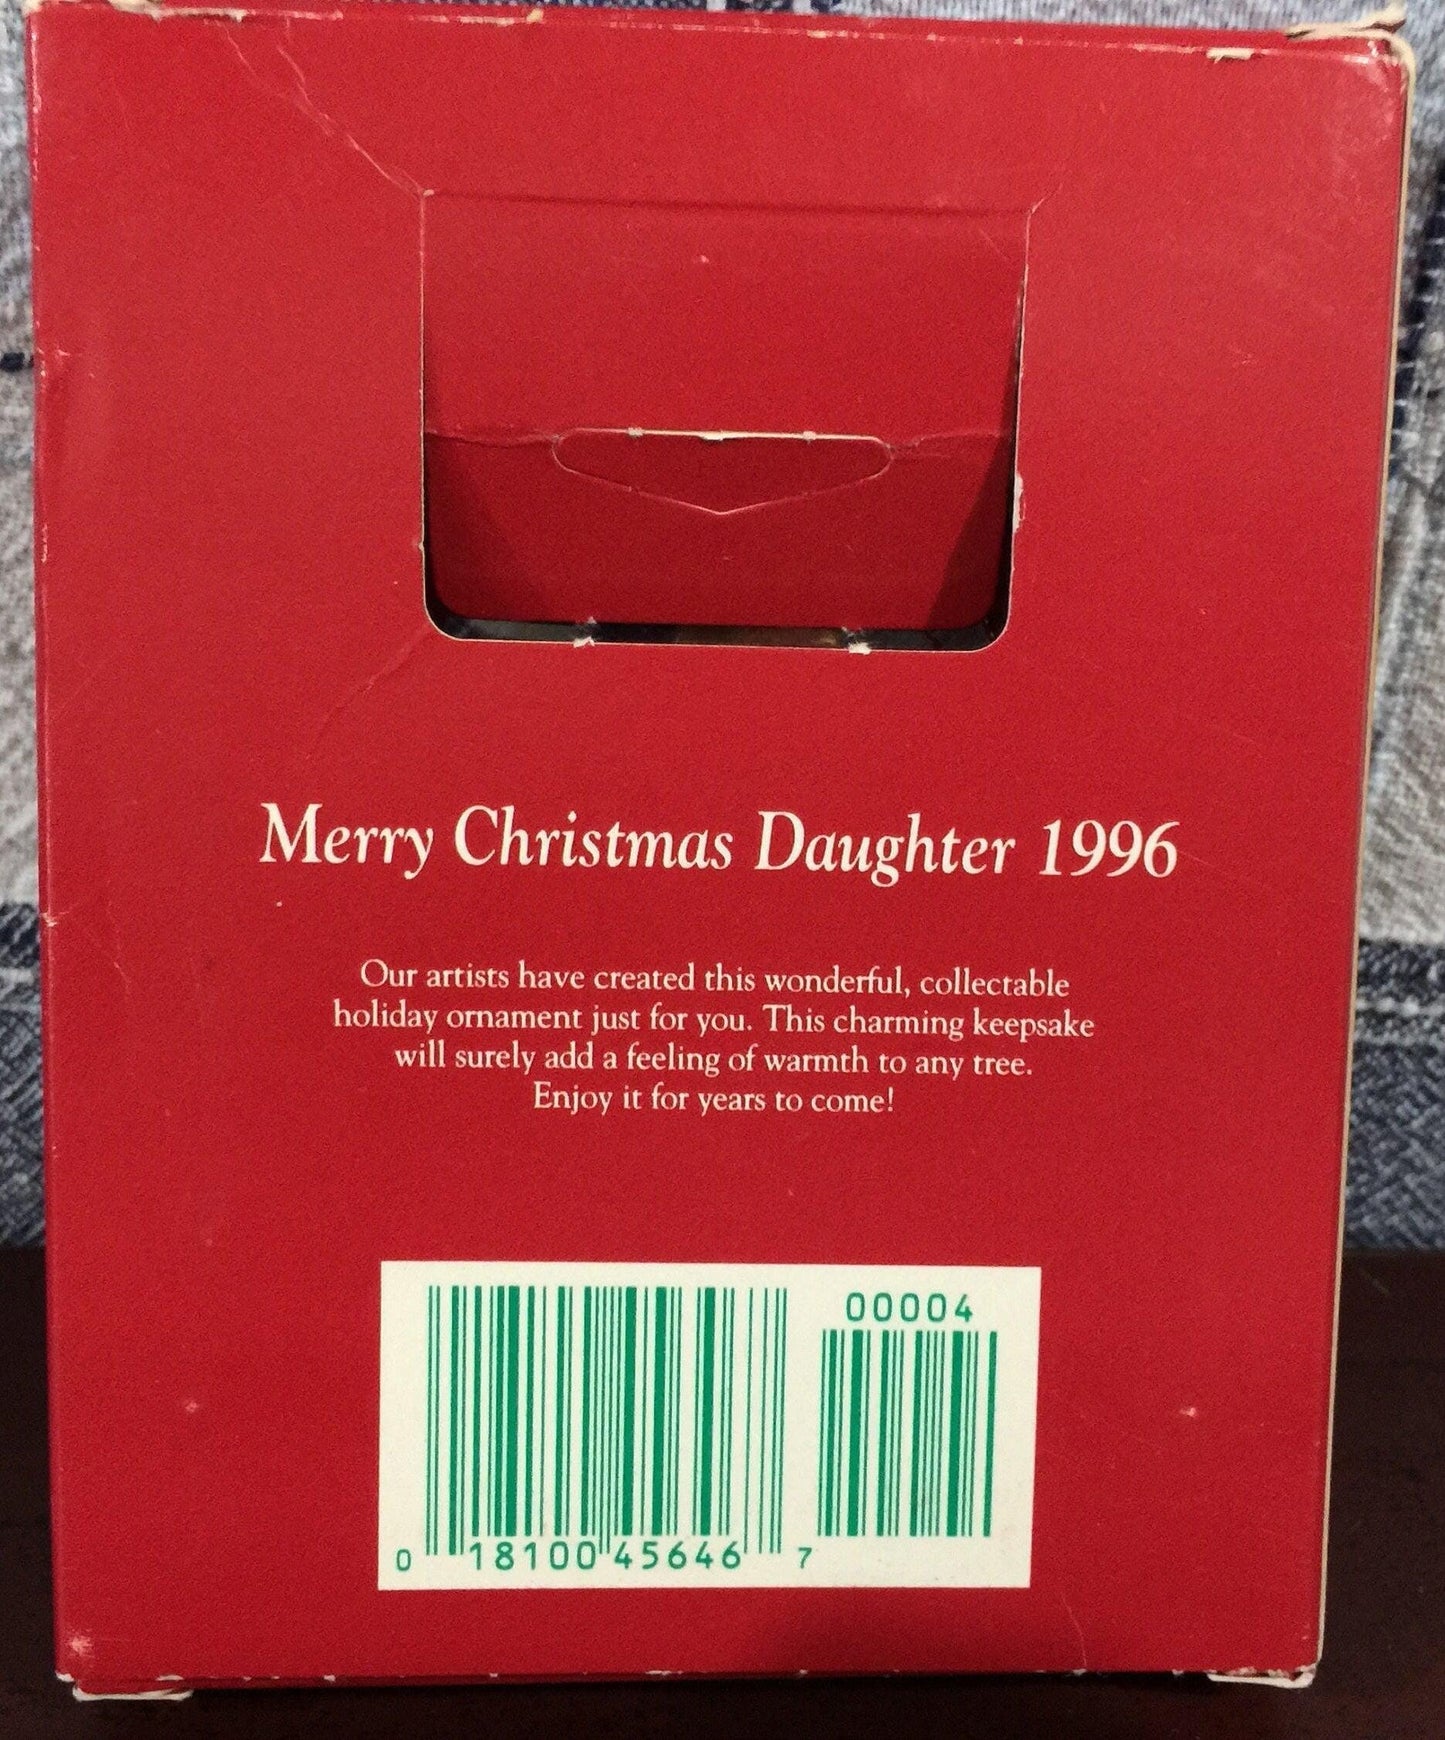 Merry Christmas Daughter 1996
Our artists have created this wonderful, collectable
holiday ornament just for you. This charming keepsake
will surely add a feeling of warmth to any tree.
Enjoy it for years to come!
00004
0 18100 45646 7